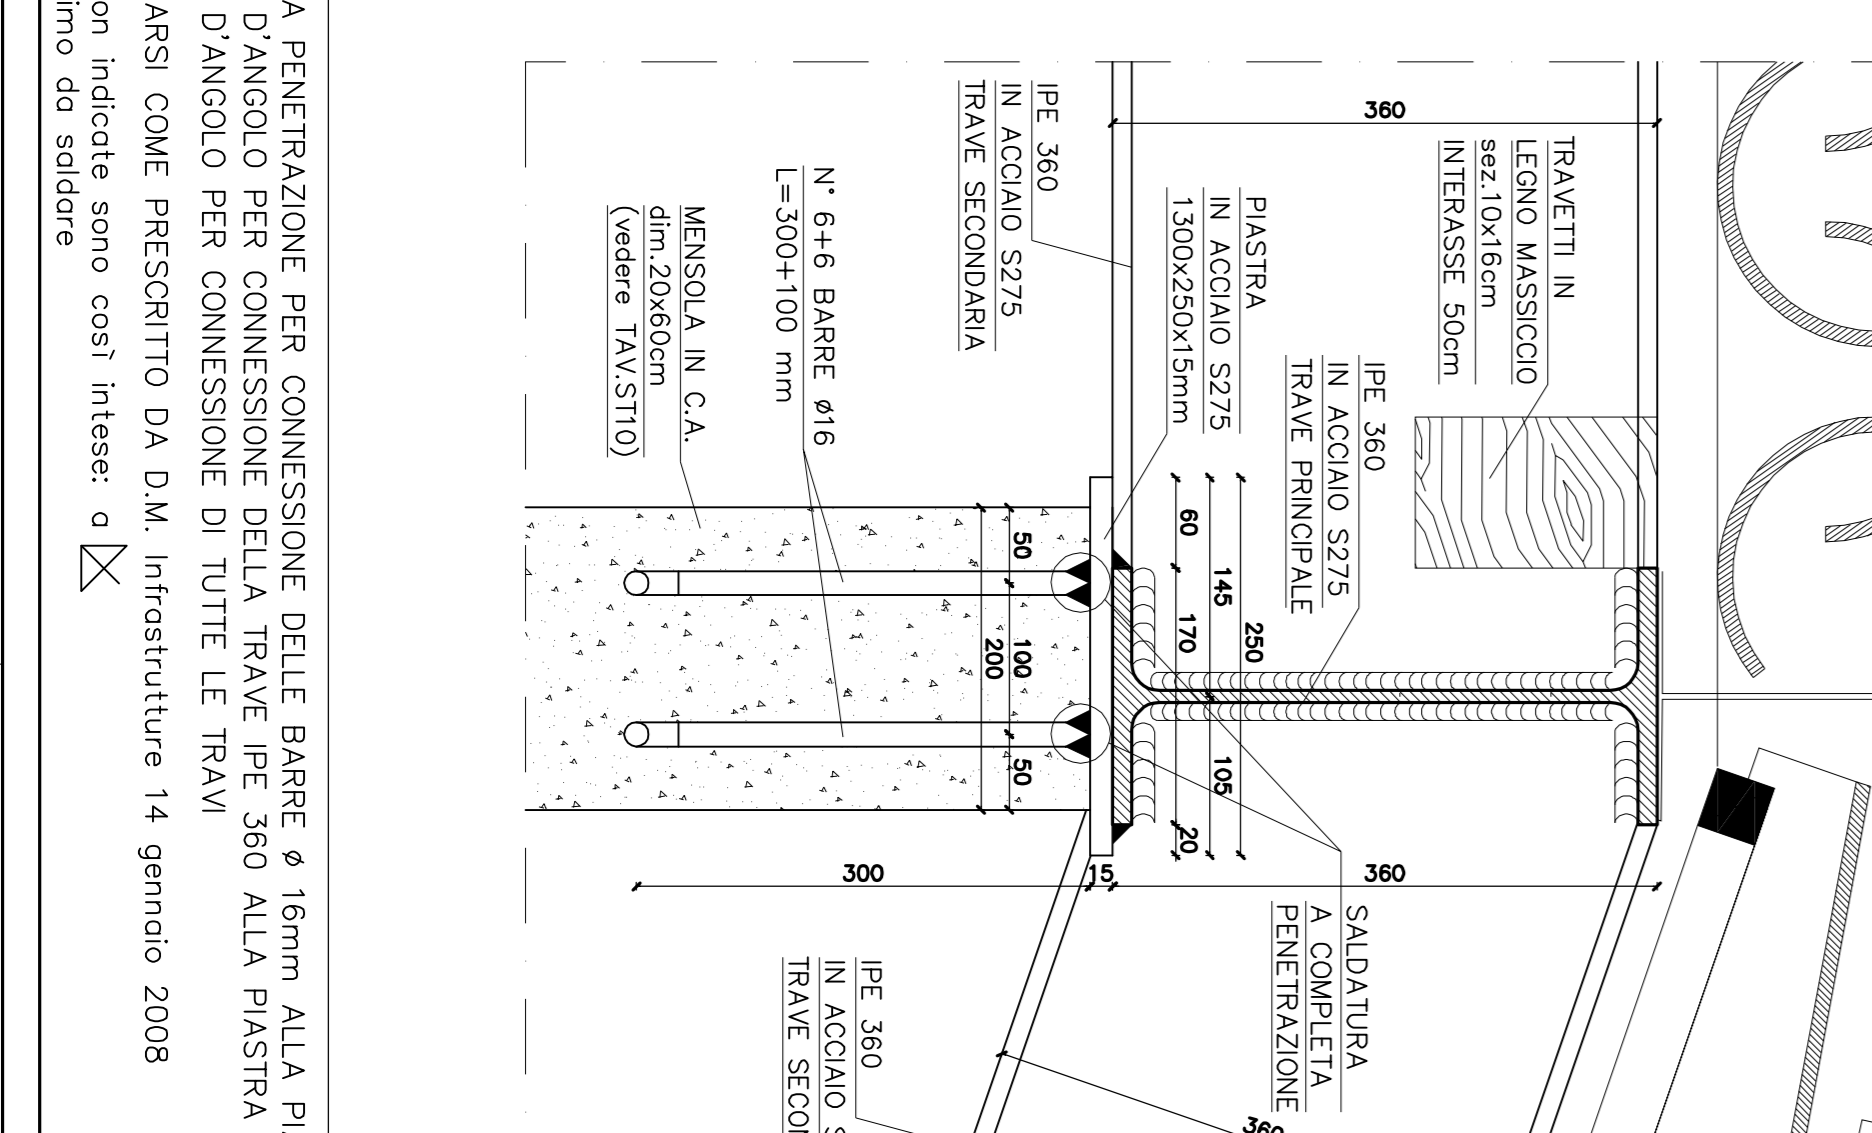 TRAVETTI IN
LEGNO MASSICCIO
sez.10x16cm
INTERASSE 50cm
360
IPE 360
IN ACCIAIO S275
TRAVE PRINCIPALE
PIASTRA
IN ACCIAIO S275
1300x250x15mm
IPE 360
IN ACCIAIO S275
TRAVE SECONDARIA
N° 6+6 BARRE ø16
L=300+100 mm
MENSOLA IN C.A.
dim.20x60cm
(vedere TAV.ST10)
250
145
105
60
170
20
50
100
50
200
300
15
360
SALDATURA
A COMPLETA
PENETRAZIONE
360
IPE 360
IN ACCIAIO
TRAVE
A PENETRAZIONE PER CONNESSIONE DELLE BARRE ø 16mm ALLA
D'ANGOLO PER CONNESSIONE DELLA TRAVE IPE 360 ALLA PIASTRA
D'ANGOLO PER CONNESSIONE DI TUTTE LE TRAVI
ARSI COME PRESCRITTO DA D.M. Infrastrutture 14 gennaio 2008
on indicate sono così intese: a
imo da saldare